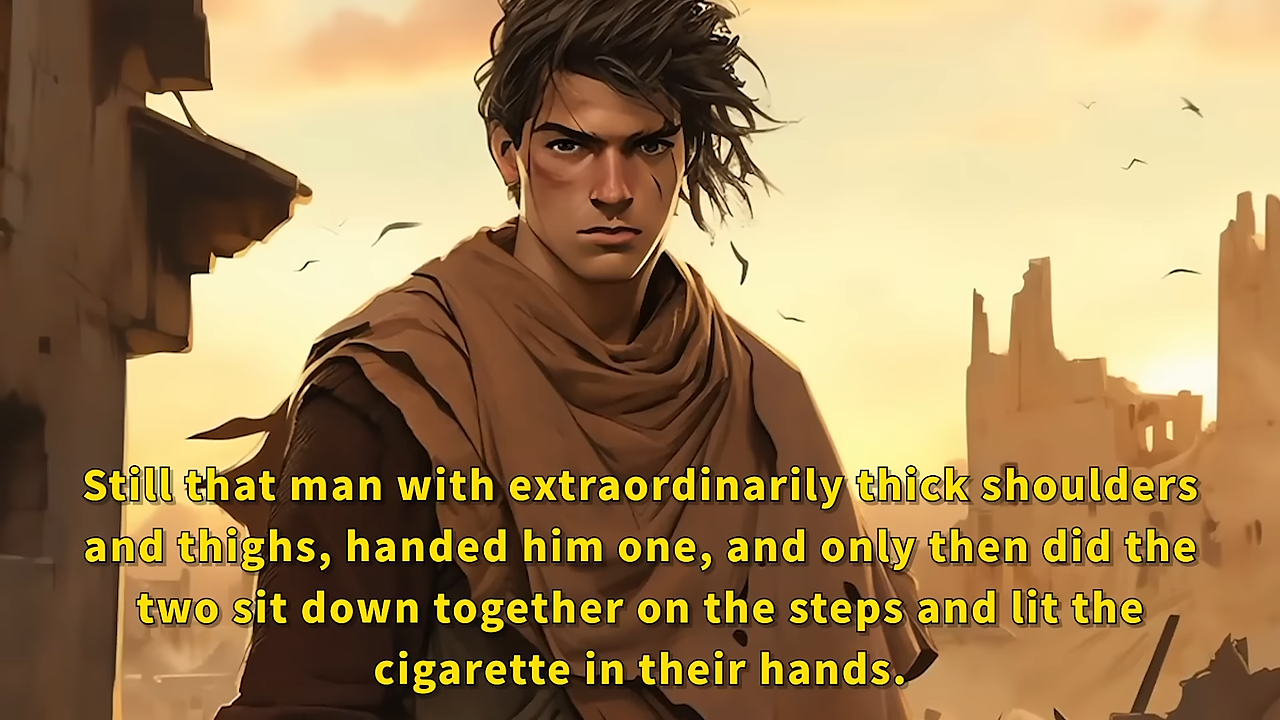 Still that man with extraordinarily thick shoulders
and thighs, handed him one, and only then did the
two sit down together on the steps and lit the
cigarette in their hands.